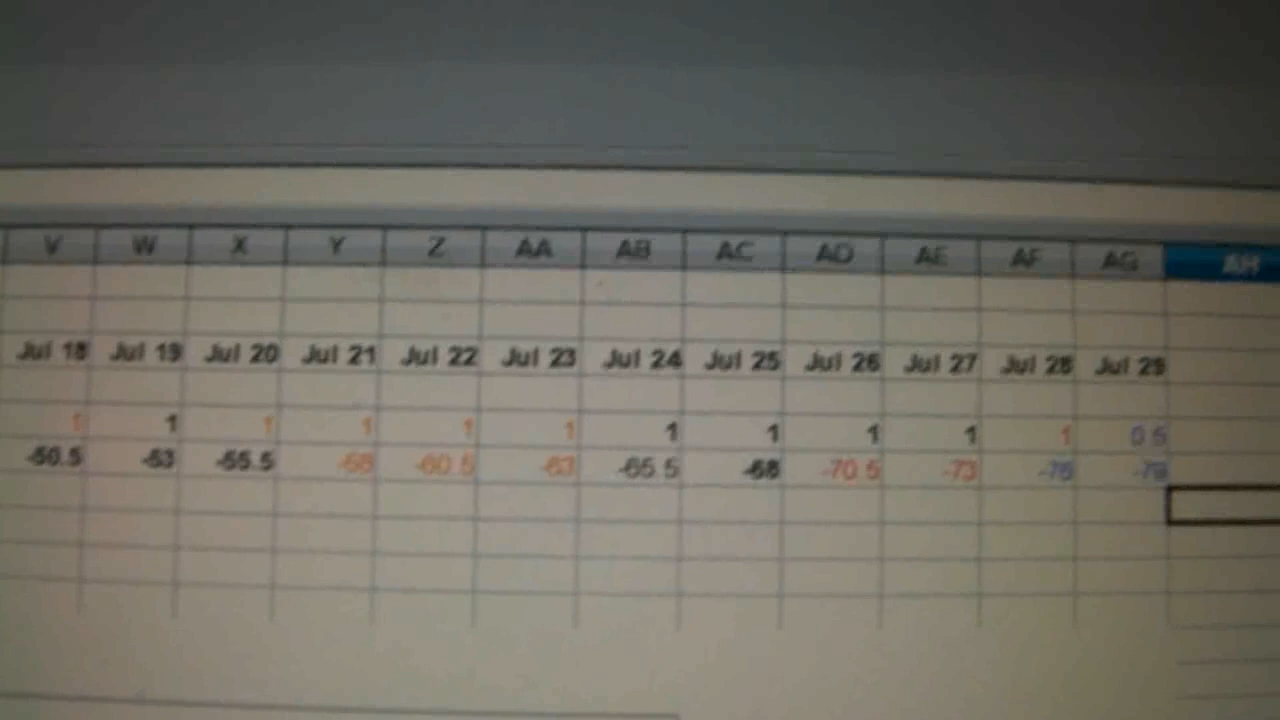 V W X Y Z AA AB AC AD AE AF AG AH
Jul 18 Jul 19 Jul 20 Jul 21 Jul 22 Jul 23 Jul 24 Jul 25 Jul 26 Jul 27 Jul 28 Jul 29
1 1 1 1 1 1 1 1 1 1 1 0.5
-50.5 -53 -55.5 -58 -60.5 -63 -65.5 -68 -70.5 -73